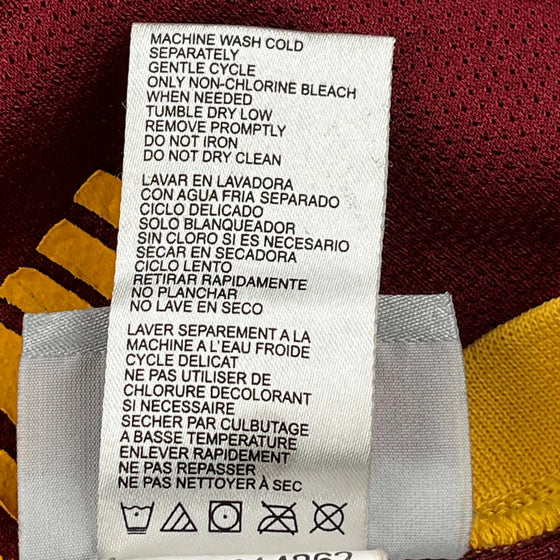 MACHINE WASH COLD
SEPARATELY
GENTLE CYCLE
ONLY NON-CHLORINE BLEACH
WHEN NEEDED
TUMBLE DRY LOW
REMOVE PROMPTLY
DO NOT IRON
DO NOT DRY CLEAN
LAVAR EN LAVADORA
CON AGUA FRIA SEPARADO
CICLO DELICADO
SOLO BLANQUEADOR
SIN CLORO SI ES NECESARIO
SECAR EN SECADORA
CICLO LENTO
RETIRAR RAPIDAMENTE
NO PLANCHAR
NO LAVE EN SECO
LAVER SEPAREMENT A LA
MACHINE A L'EAU FROIDE
CYCLE DELICAT
NE PAS UTILISER DE
CHLORURE DECOLORANT
SI NECESSAIRE
SECHER PAR CULBUTAGE
A BASSE TEMPERATURE
ENLEVER RAPIDEMENT
NE PAS REPASSER
NE PAS NETTOYER À SEC